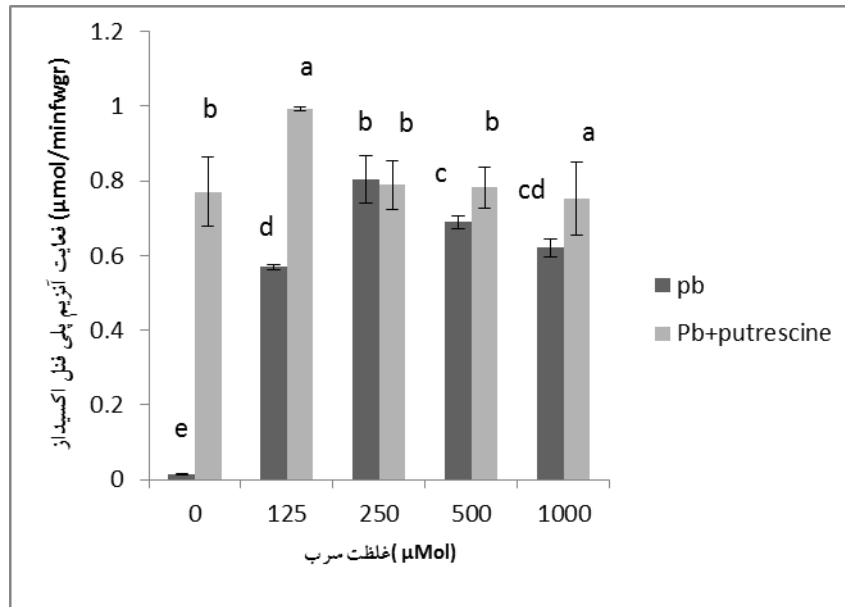 1.2
1
0.8
0.6
0.4
0.2
0
فعایت آنزیم پلی فنل اکسیداز (µmol/minfwgr)
e
b
d
a
b
b
c
b
cd
a
0
125
250
500
1000
غلظت سرب (µMol)
pb
Pb+putrescine